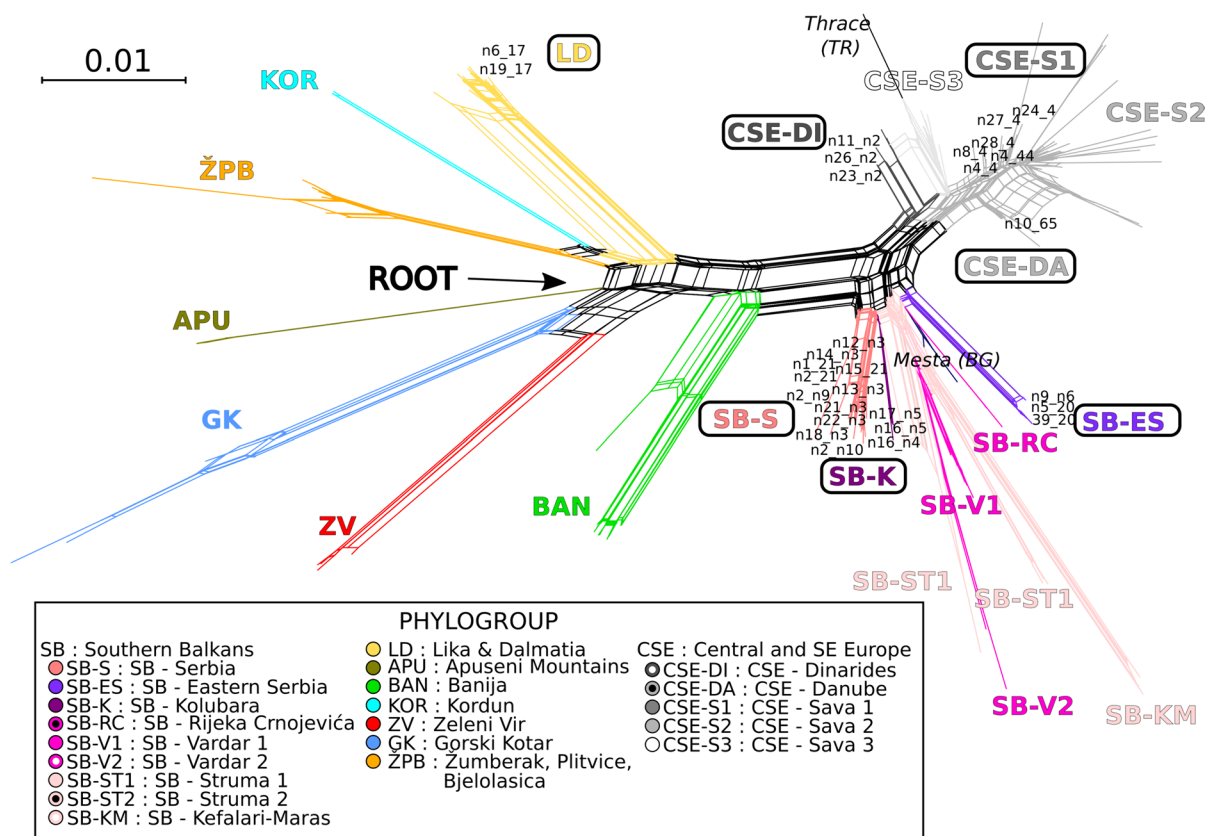 0.01
KOR
n6_17
n19_17
LD
Thrace
(TR)
CSE-S3
CSE-S1
CSE-S2
n24_4
n27_4
n28_4
n8_4
n4_44
n4_4
CSE-DI
n11_n2
n26_n2
n23_n2
n10_65
CSE-DA
ŽPB
ROOT
APU
GK
ZV
BAN
n12_n3
n14_n3
n1_21
n15_21
n2_21
n13_n3
n2_n9
n21_n3
n22_n3
n17_n5
n18_n3
n16_n5
n2_n10
n16_n4
Mesta (BG)
SB-S
SB-K
n9_n6
n5_20
39_20
SB-ES
SB-RC
SB-V1
SB-ST1
SB-ST1
SB-V2
SB-KM
PHYLOGROUP
SB : Southern Balkans
SB-S : SB - Serbia
SB-ES : SB - Eastern Serbia
SB-K : SB - Kolubara
SB-RC : SB - Rijeka Crnojevića
SB-V1 : SB - Vardar 1
SB-V2 : SB - Vardar 2
SB-ST1 : SB - Struma 1
SB-ST2 : SB - Struma 2
SB-KM : SB - Kefalari-Maras
LD : Lika & Dalmatia
APU : Apuseni Mountains
BAN : Banija
KOR : Kordun
ZV : Zeleni Vir
GK : Gorski Kotar
ŽPB : Žumberak, Plitvice,
Bjelolasica
CSE : Central and SE Europe
CSE-DI : CSE - Dinarides
CSE-DA : CSE - Danube
CSE-S1 : CSE - Sava 1
CSE-S2 : CSE - Sava 2
CSE-S3 : CSE - Sava 3